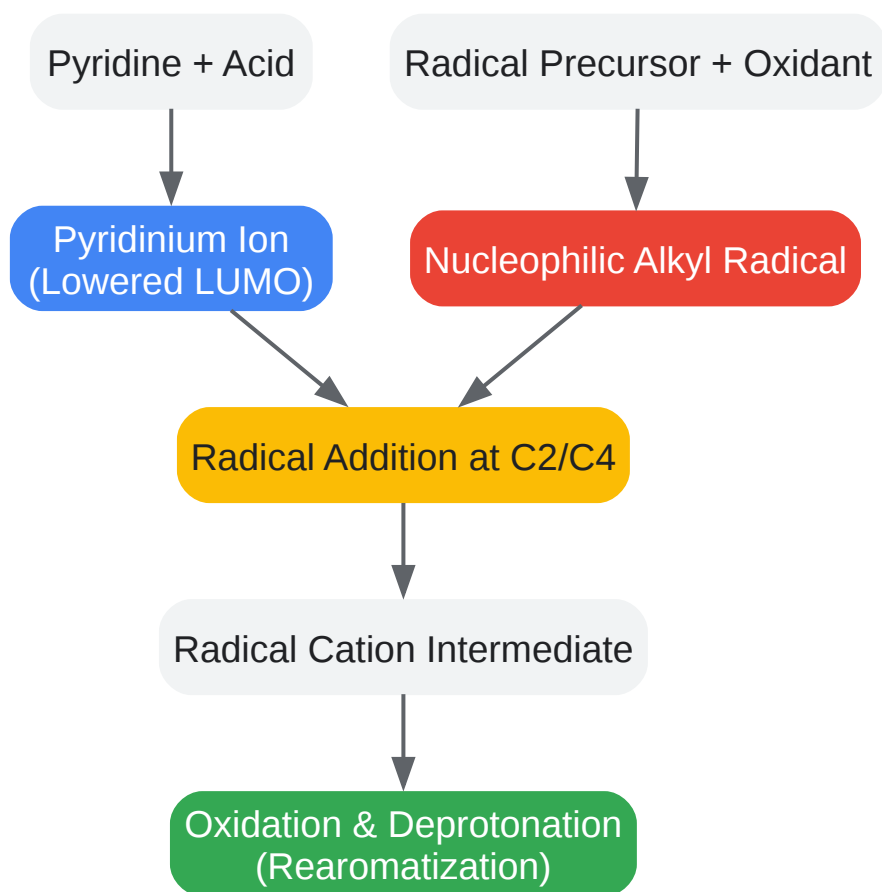 Pyridine + Acid
Radical Precursor + Oxidant
Pyridinium Ion
(Lowered LUMO)
Nucleophilic Alkyl Radical
Radical Addition at C2/C4
Radical Cation Intermediate
Oxidation & Deprotonation
(Rearomatization)